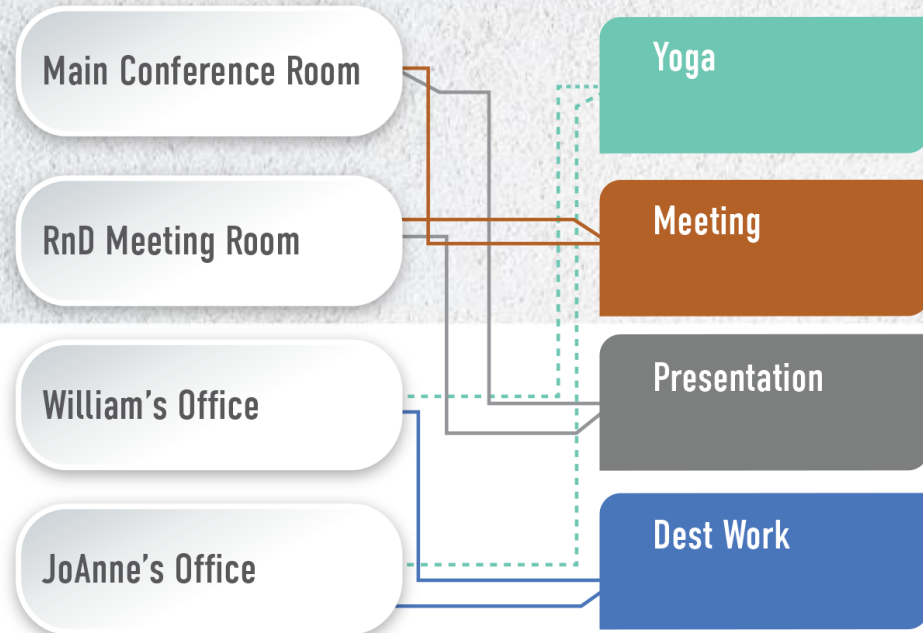 Main Conference Room
RnD Meeting Room
William's Office
JoAnne's Office
Yoga
Meeting
Presentation
Dest Work